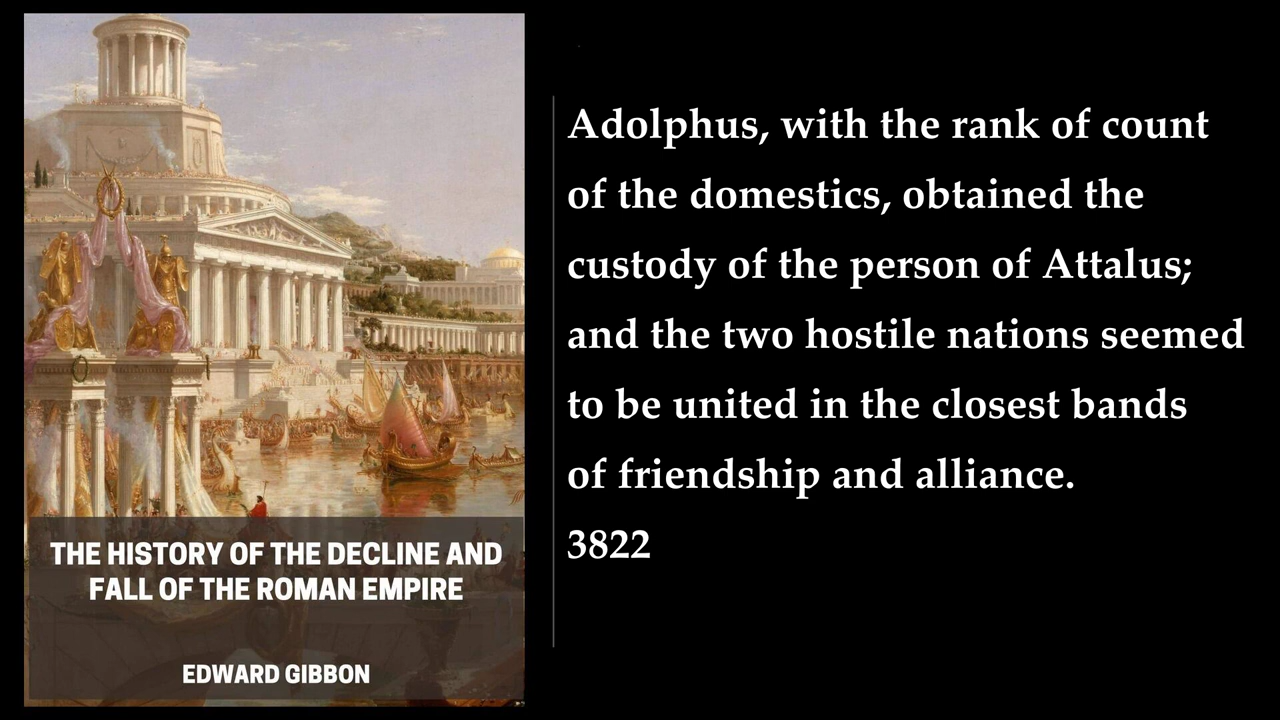 THE HISTORY OF THE DECLINE AND
FALL OF THE ROMAN EMPIRE
EDWARD GIBBON
Adolphus, with the rank of count
of the domestics, obtained the
custody of the person of Attalus;
and the two hostile nations seemed
to be united in the closest bands
of friendship and alliance.
3822